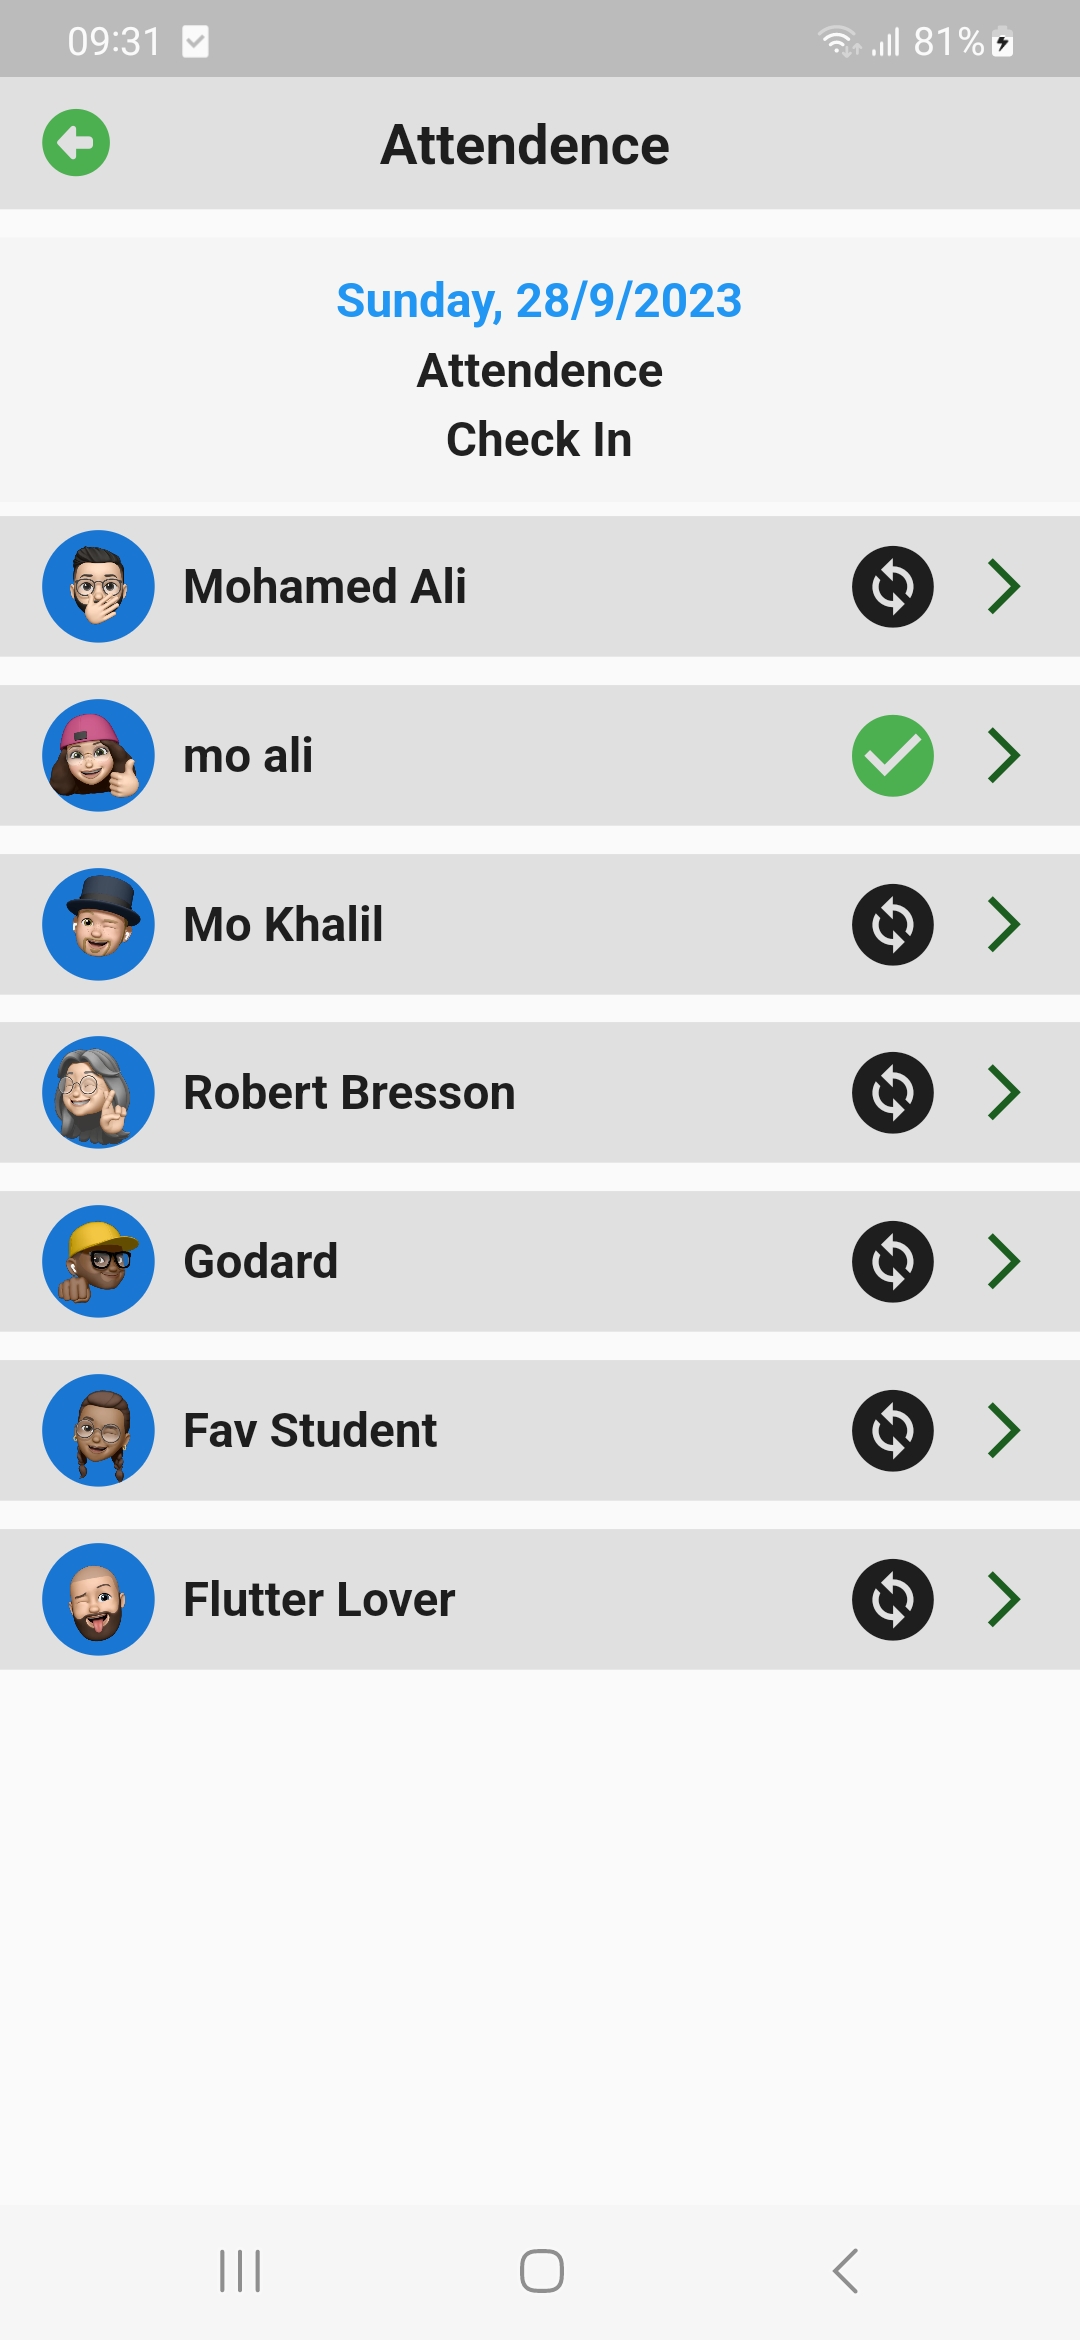 09:31
81%
Attendence
Sunday, 28/9/2023
Attendence
Check In
Mohamed Ali
mo ali
Mo Khalil
Robert Bresson
Godard
Fav Student
Flutter Lover